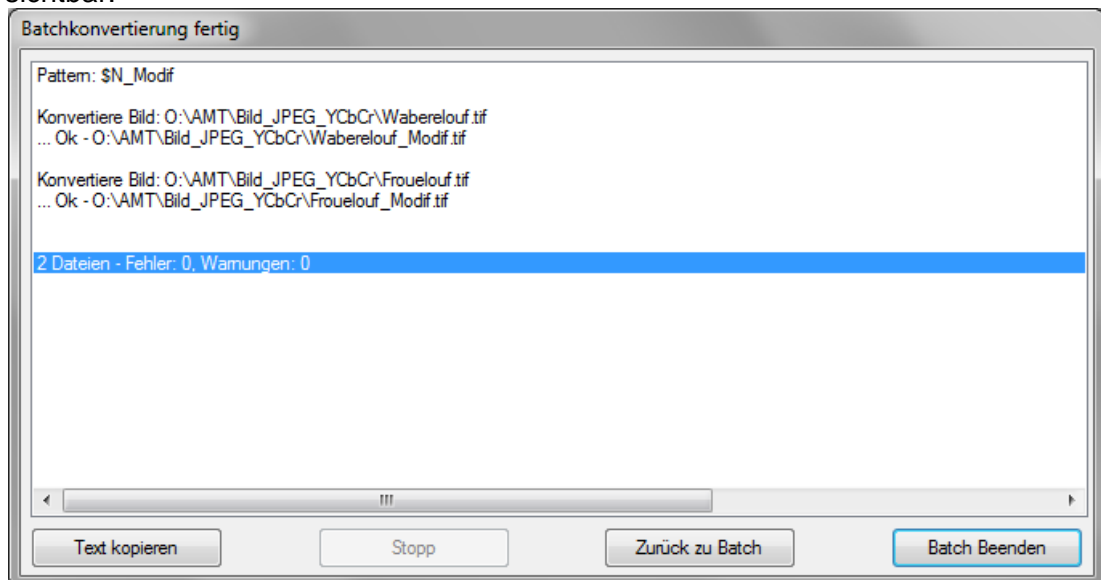 Batchkonvertierung fertig
Pattern: $N_Modif
Konvertiere Bild: O:\AMT\Bild_JPEG_YCbCr\Waberelouf.tif
... Ok - O:\AMT\Bild_JPEG_YCbCr\Waberelouf_Modif.tif
Konvertiere Bild: O:\AMT\Bild_JPEG_YCbCr\Frouelouf.tif
... Ok - O:\AMT\Bild_JPEG_YCbCr\Frouelouf_Modif.tif
2 Dateien - Fehler: 0, Warnungen: 0
Text kopieren Stopp Zurück zu Batch Batch Beenden